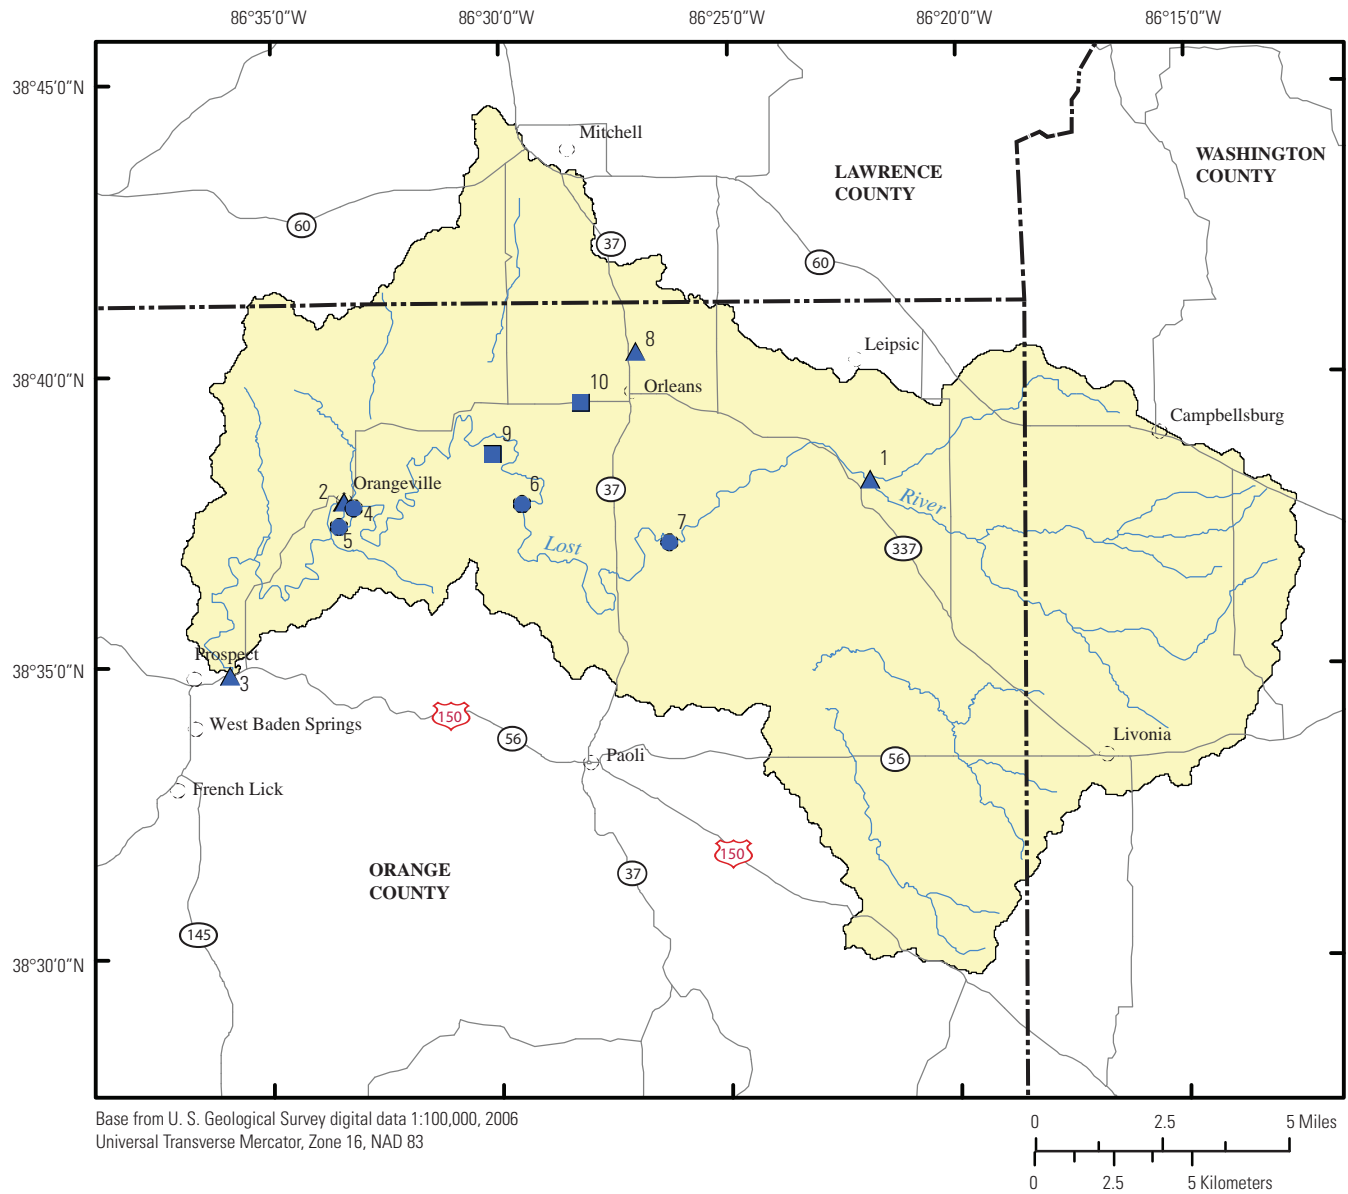 86°35'0"W 86°30'0"W 86°25'0"W 86°20'0"W 86°15'0"W
38°45'0"N
Mitchell
LAWRENCE
COUNTY
WASHINGTON
COUNTY
60
37
60
8
Leipsic
38°40'0"N
10
Orleans
Campbellsburg
9
1
2
Orangeville
6
37
River
4
7
5
Lost
337
38°35'0"N
Prospect
3
150
West Baden Springs
56
Livonia
Paoli
56
French Lick
150
ORANGE
COUNTY
37
145
38°30'0"N
Base from U. S. Geological Survey digital data 1:100,000, 2006
Universal Transverse Mercator, Zone 16, NAD 83
0 2.5 5 Miles
0 2.5 5 Kilometers